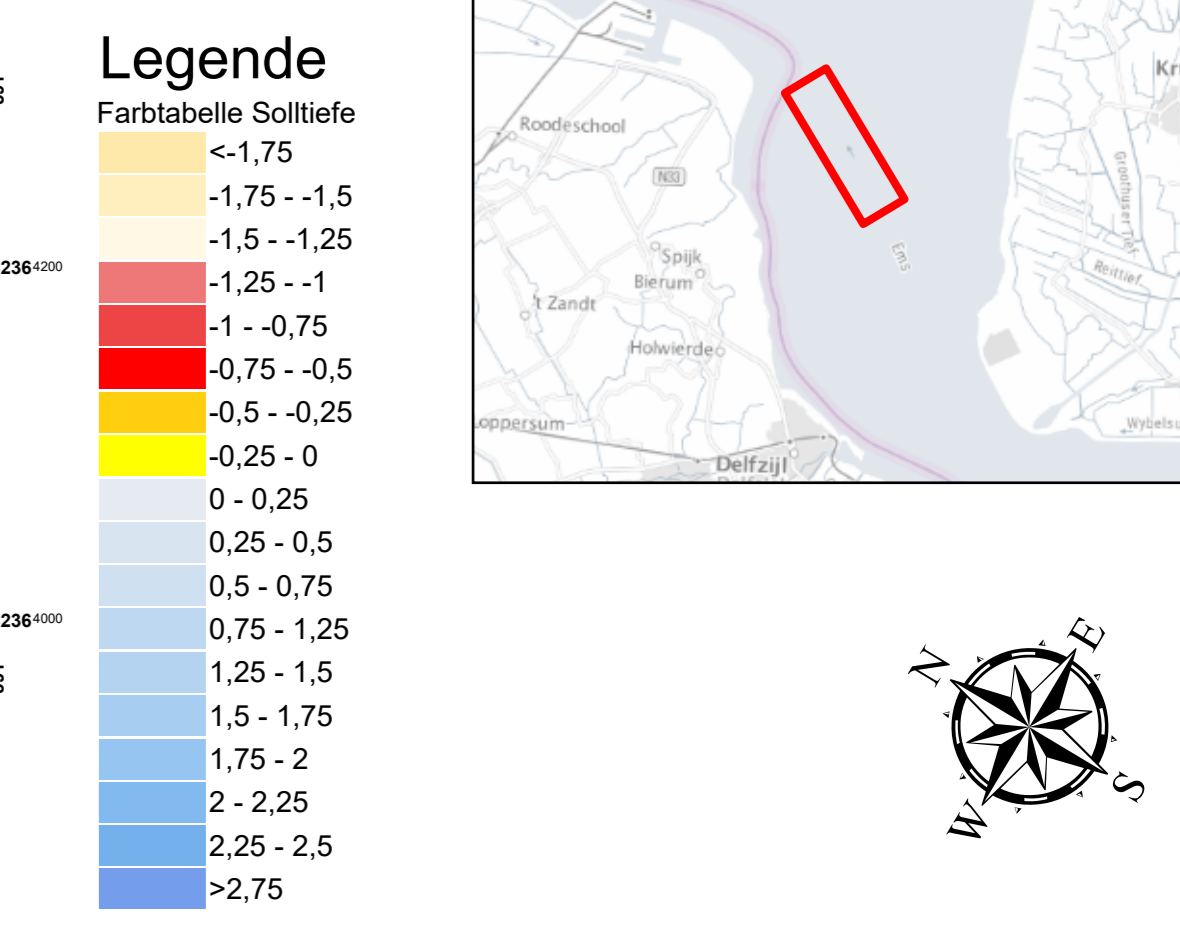 Legende
Farbtabelle Solltiefe
<-1,75
-1,75 - -1,5
-1,5 - -1,25
-1,25 - -1
-1 - -0,75
-0,75 - -0,5
-0,5 - -0,25
-0,25 - 0
0 - 0,25
0,25 - 0,5
0,5 - 0,75
0,75 - 1,25
1,25 - 1,5
1,5 - 1,75
1,75 - 2
2 - 2,25
2,25 - 2,5
>2,75
2364200
2364000
Roodeschool
N33
Spijk
Bierum
't Zandt
Holwierde
Loppersum
Delfzijl
Ems
Groothuser Tief
Reittief
N
E
S
W